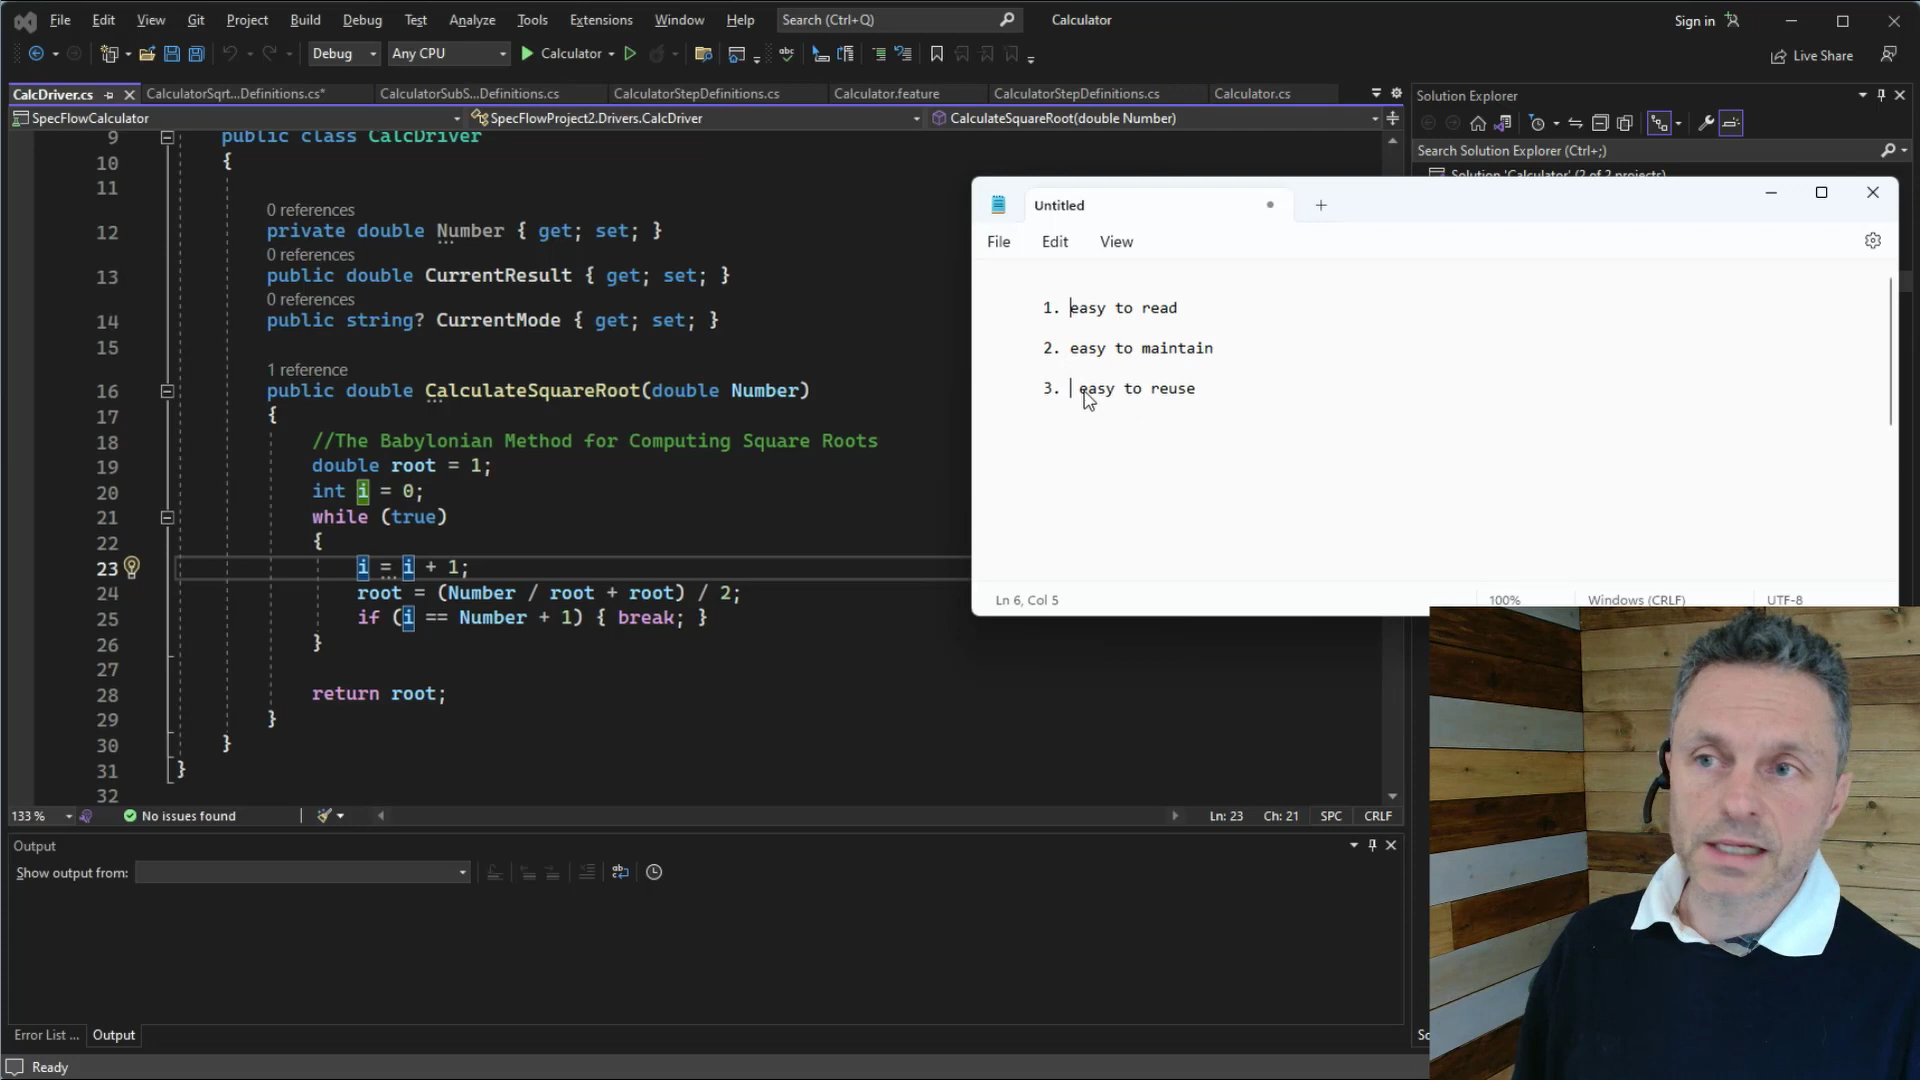 File Edit View Git Project Build Debug Test Analyze Tools Extensions Window Help Search (Ctrl+Q) Calculator Sign in
Debug Any CPU Calculator Live Share
CalcDriver.cs CalculatorSqrt...Definitions.cs* CalculatorSubS...Definitions.cs CalculatorStepDefinitions.cs Calculator.feature CalculatorStepDefinitions.cs Calculator.cs Solution Explorer
SpecFlowCalculator SpecFlowProject2.Drivers.CalcDriver CalculateSquareRoot(double Number)
Search Solution Explorer (Ctrl+;)
Solution 'Calculator' (2 of 2 projects)
9 public class CalcDriver
10 {
11
0 references
12 private double Number { get; set; }
0 references
13 public double CurrentResult { get; set; }
0 references
14 public string? CurrentMode { get; set; }
15
1 reference
16 public double CalculateSquareRoot(double Number)
17 {
18 //The Babylonian Method for Computing Square Roots
19 double root = 1;
20 int i = 0;
21 while (true)
22 {
23 i = i + 1;
24 root = (Number / root + root) / 2;
25 if (i == Number + 1) { break; }
26 }
27
28 return root;
29 }
30 }
31 }
32
Untitled
File Edit View
1. easy to read
2. easy to maintain
3. easy to reuse
Ln 6, Col 5 100% Windows (CRLF) UTF-8
133 % No issues found Ln: 23 Ch: 21 SPC CRLF
Output
Show output from:
Error List ... Output
Ready